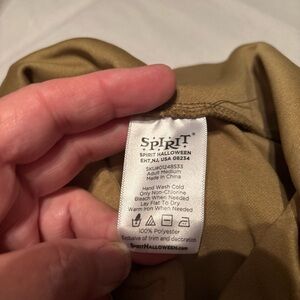 SPIRIT
SPIRIT HALLOWEEN
EHT, NJ, USA 08234
SKU#01248533
Adult Medium
Made in China
Hand Wash Cold
Only Non-Chlorine
Bleach When Needed
Lay Flat To Dry
Warm Iron When Needed
100% Polyester
Exclusive of trim and decoration
SPIRITHALLOWEEN.com